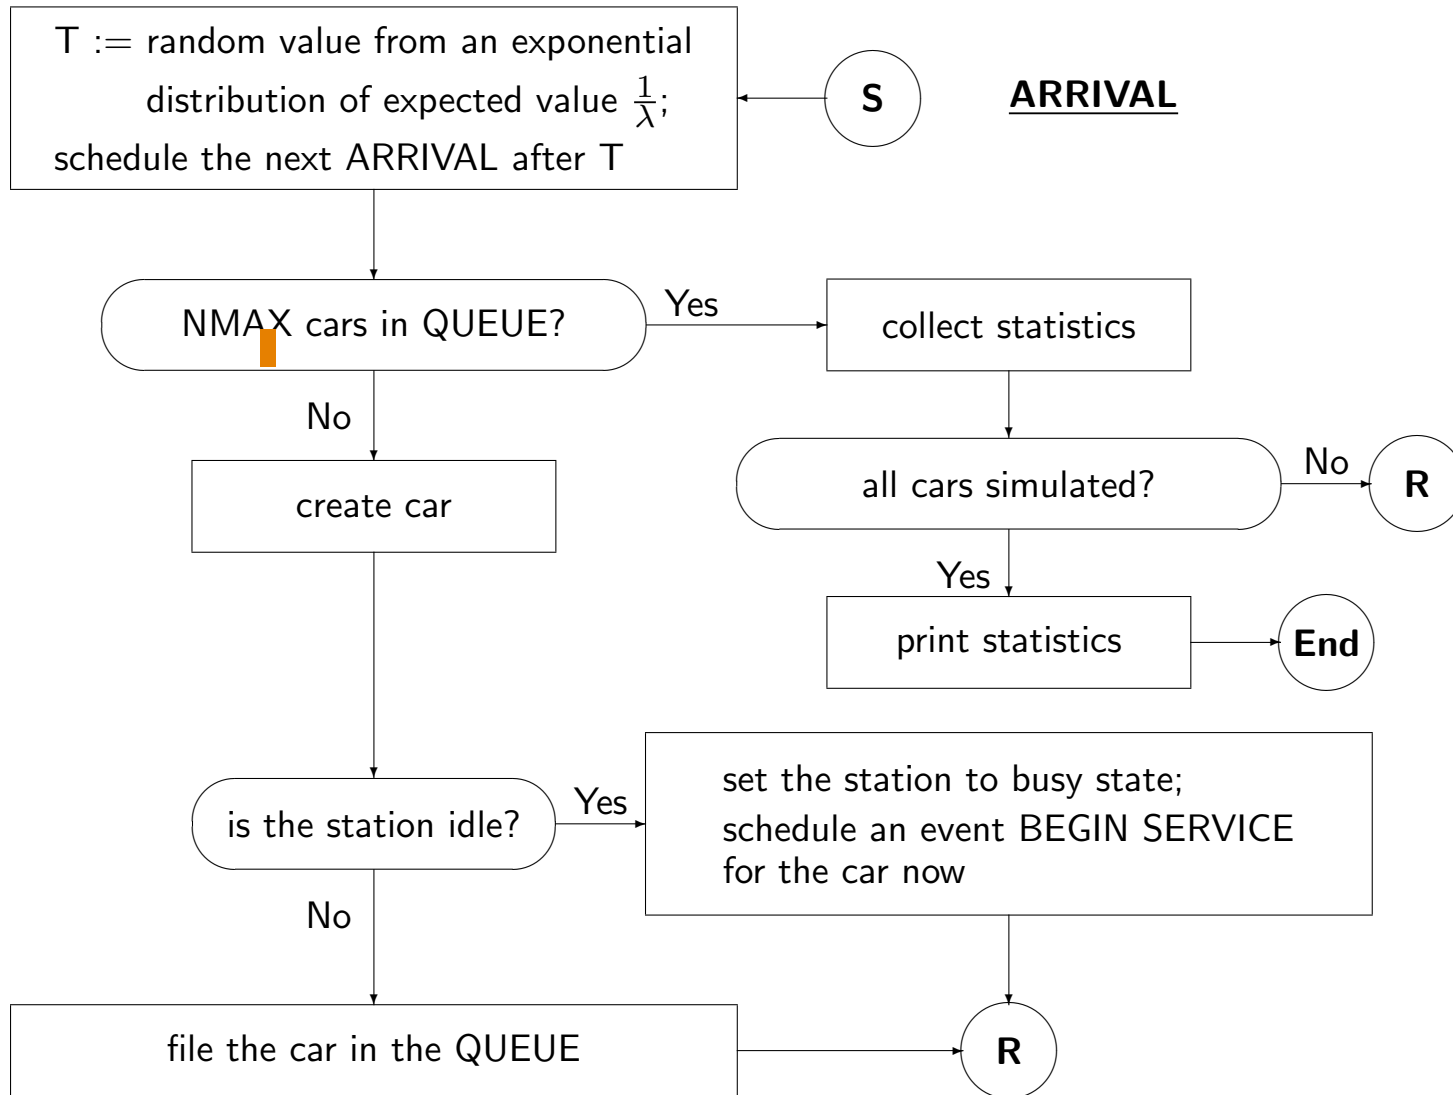 T := random value from an exponential
distribution of expected value 1/λ;
schedule the next ARRIVAL after T
S
ARRIVAL
NMAX cars in QUEUE?
Yes
collect statistics
No
create car
all cars simulated?
No
R
Yes
print statistics
End
is the station idle?
Yes
set the station to busy state;
schedule an event BEGIN SERVICE
for the car now
No
file the car in the QUEUE
R